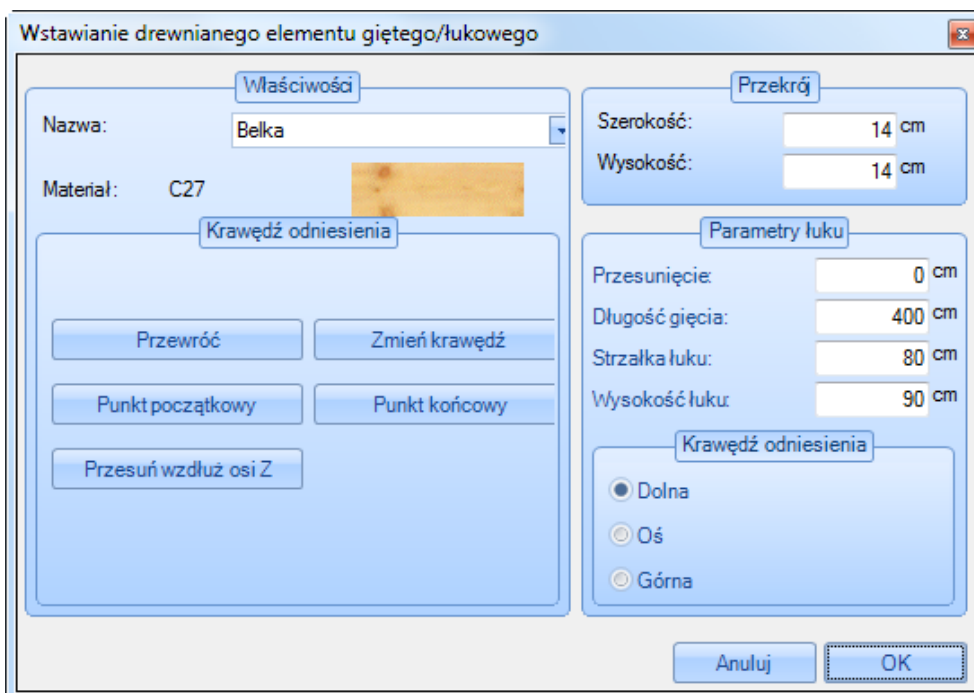 Wstawianie drewnianego elementu giętego/łukowego
Właściwości
Nazwa: Belka
Materiał: C27
Krawędź odniesienia
Przewróć Zmień krawędź
Punkt początkowy Punkt końcowy
Przesuń wzdłuż osi Z
Przekrój
Szerokość: 14 cm
Wysokość: 14 cm
Parametry łuku
Przesunięcie: 0 cm
Długość gięcia: 400 cm
Strzałka łuku: 80 cm
Wysokość łuku: 90 cm
Krawędź odniesienia
Dolna
Oś
Górna
Anuluj OK